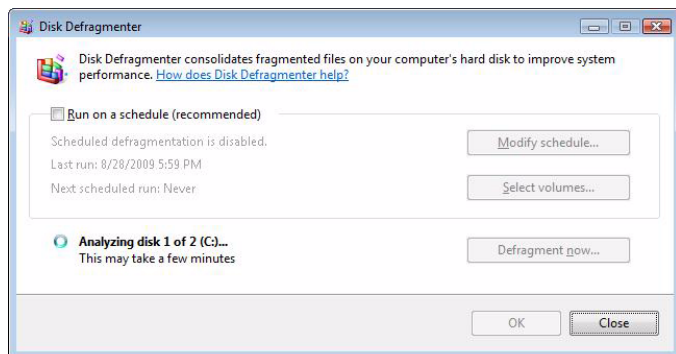 Disk Defragmenter
Disk Defragmenter consolidates fragmented files on your computer's hard disk to improve system
performance. How does Disk Defragmenter help?
Run on a schedule (recommended)
Scheduled defragmentation is disabled.
Modify schedule...
Last run: 8/28/2009 5:59 PM
Next scheduled run: Never
Select volumes...
Analyzing disk 1 of 2 (C:)...
This may take a few minutes
Defragment now...
OK
Close